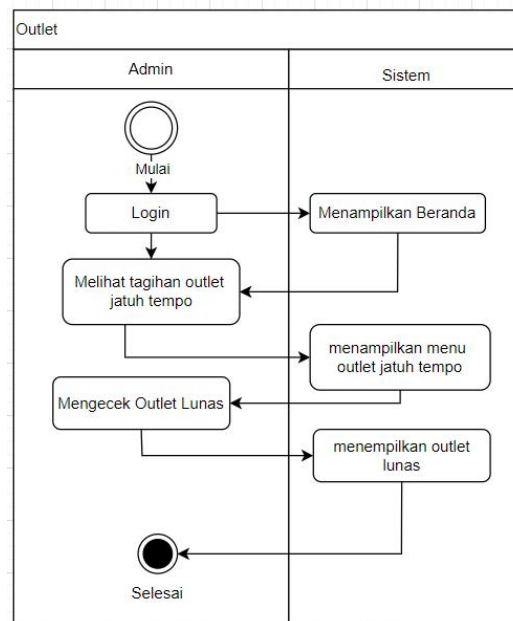 Outlet
Admin
Sistem
Mulai
Login
Menampilkan Beranda
Melihat tagihan outlet
jatuh tempo
menampilkan menu
outlet jatuh tempo
Mengecek Outlet Lunas
menempilkan outlet
lunas
Selesai